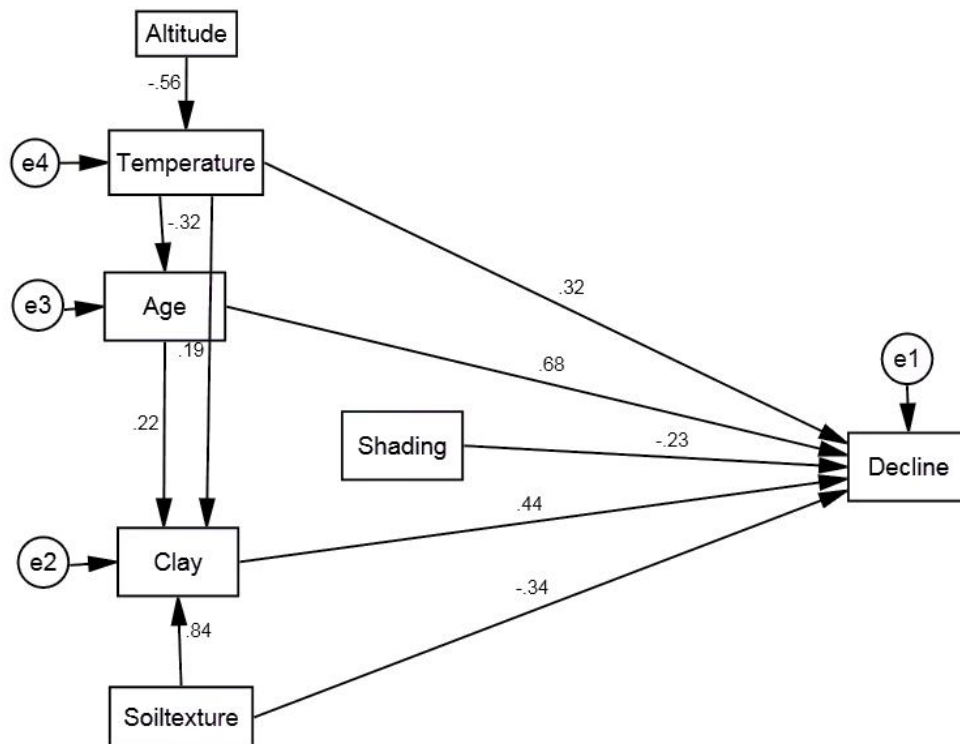 Altitude
-.56
e4
Temperature
-.32
.32
e3
Age
.19
.68
e1
.22
Shading
-.23
Decline
.44
e2
Clay
-.34
.84
Soiltexture